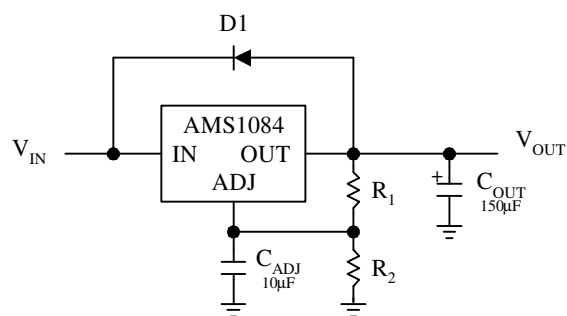 D1
AMS1084
V_IN
IN OUT
V_OUT
ADJ
+
C_OUT
150µF
R_1
C_ADJ
10µF
R_2